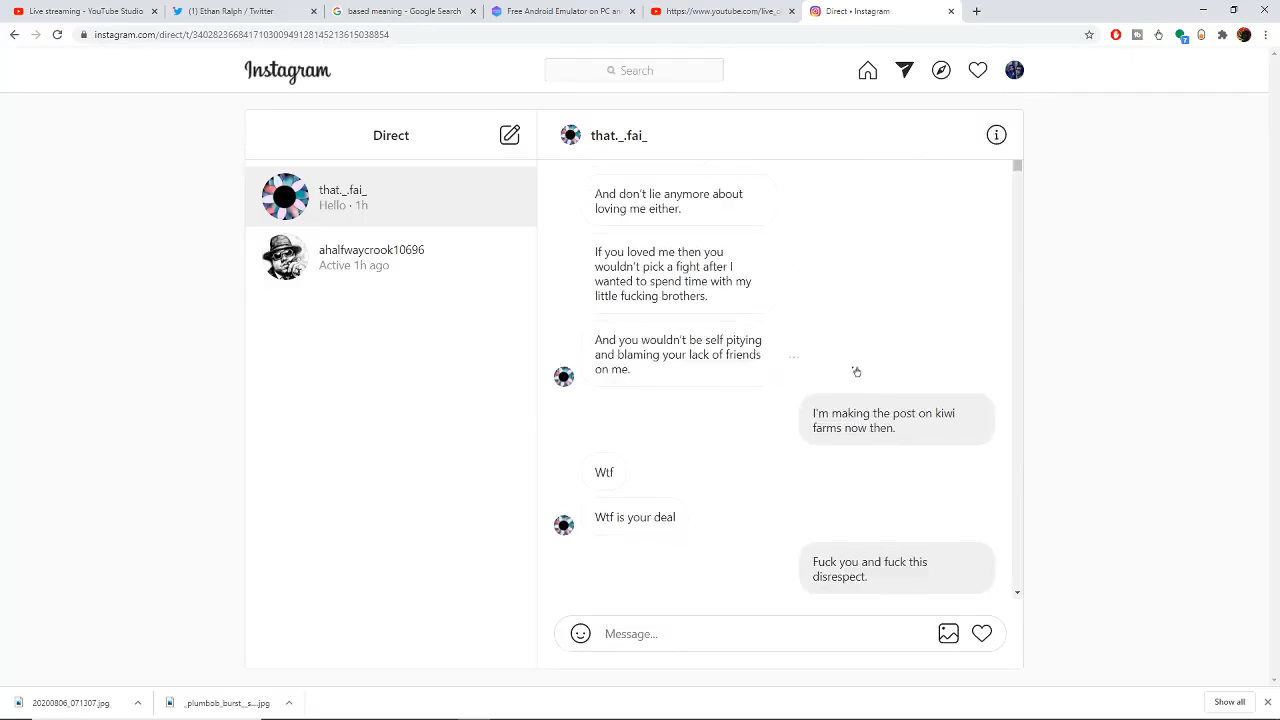 Live streaming - YouTube Studio
(1) Ethan Ralph / Twitter
based meaning - Google Search
Free Android Emulator on PC and
https://www.youtube.com/live_c
Direct • Instagram
instagram.com/direct/t/340282366841710300949128145213615038854
Instagram
Search
Direct
that._.fai_
that._.fai_
Hello · 1h
ahalfwaycrook10696
Active 1h ago
And don't lie anymore about
loving me either.
If you loved me then you
wouldn't pick a fight after I
wanted to spend time with my
little fucking brothers.
And you wouldn't be self pitying
and blaming your lack of friends
on me.
I'm making the post on kiwi
farms now then.
Wtf
Wtf is your deal
Fuck you and fuck this
disrespect.
Message...
20200806_071307.jpg
_plumbob_burst__s....jpg
Show all